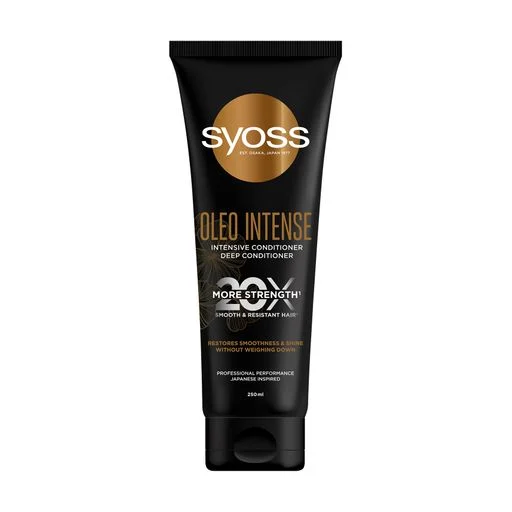 syoss
EST. OSAKA, JAPAN 1977
OLEO INTENSE
INTENSIVE CONDITIONER
DEEP CONDITIONER
20X
MORE STRENGTH¹
SMOOTH & RESISTANT HAIR
RESTORES SMOOTHNESS & SHINE
WITHOUT WEIGHING DOWN
PROFESSIONAL PERFORMANCE
JAPANESE INSPIRED
250 ml